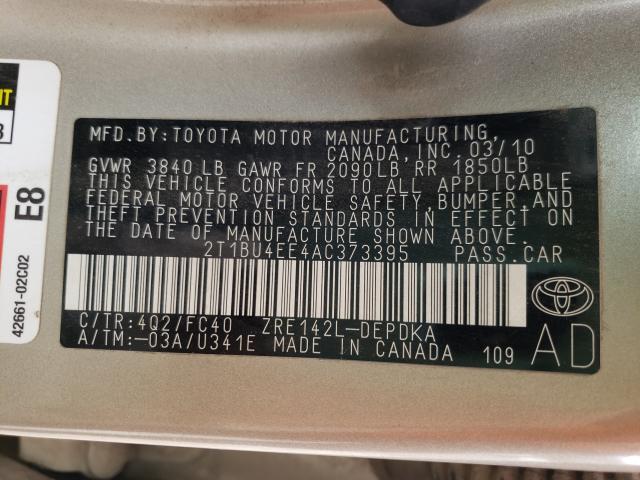 MFD. BY: TOYOTA MOTOR MANUFACTURING,
CANADA, INC. 03/10
GVWR 3840 LB GAWR FR 2090LB RR 1850LB
THIS VEHICLE CONFORMS TO ALL APPLICABLE
FEDERAL MOTOR VEHICLE SAFETY, BUMPER, AND
THEFT PREVENTION STANDARDS IN EFFECT ON
THE DATE OF MANUFACTURE SHOWN ABOVE.
2T1BU4EE4AC373395 PASS. CAR
C/TR: 4Q2/FC40 ZRE142L-DEPDKA
A/TM: -03A/U341E MADE IN CANADA 109
AD
E8
42661-02C02